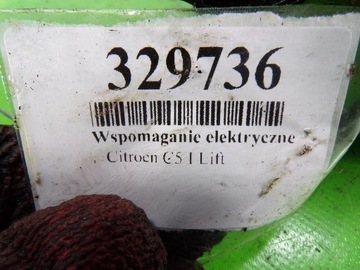 329736
Wspomaganie elektryczne
Citroen C5 I Lift